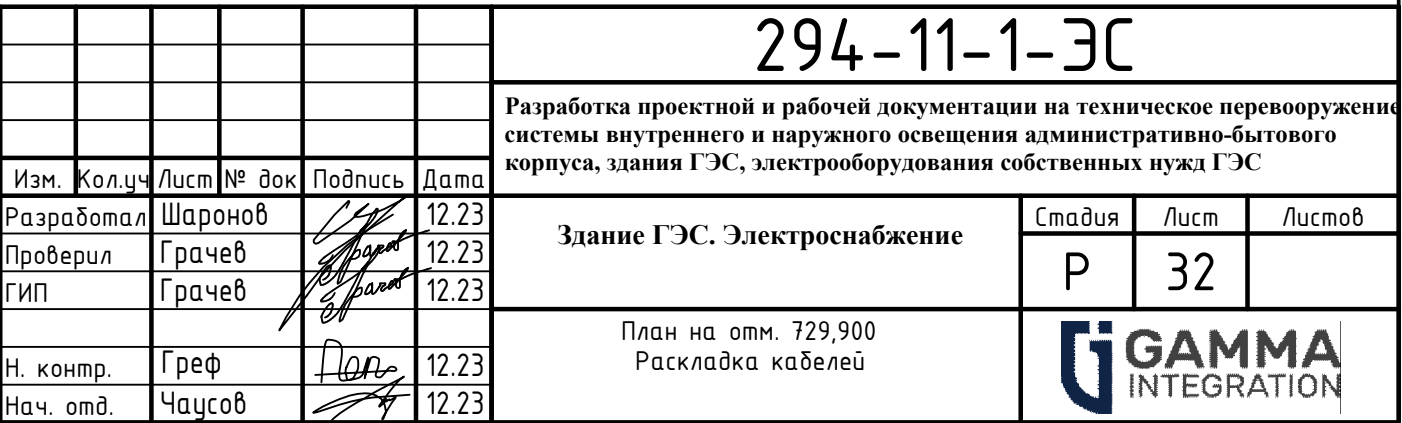 294-11-1-ЭС
Разработка проектной и рабочей документации на техническое перевооружение
системы внутреннего и наружного освещения административно-бытового
корпуса, здания ГЭС, электрооборудования собственных нужд ГЭС
Изм. Кол.уч Лист № док Подпись Дата
Разработал Шаронов 12.23
Проверил Грачев 12.23
ГИП Грачев 12.23
Н. контр. Греф 12.23
Нач. отд. Чаусов 12.23
Здание ГЭС. Электроснабжение
Стадия Лист Листов
Р 32
План на отм. 729,900
Раскладка кабелей
GAMMA
INTEGRATION